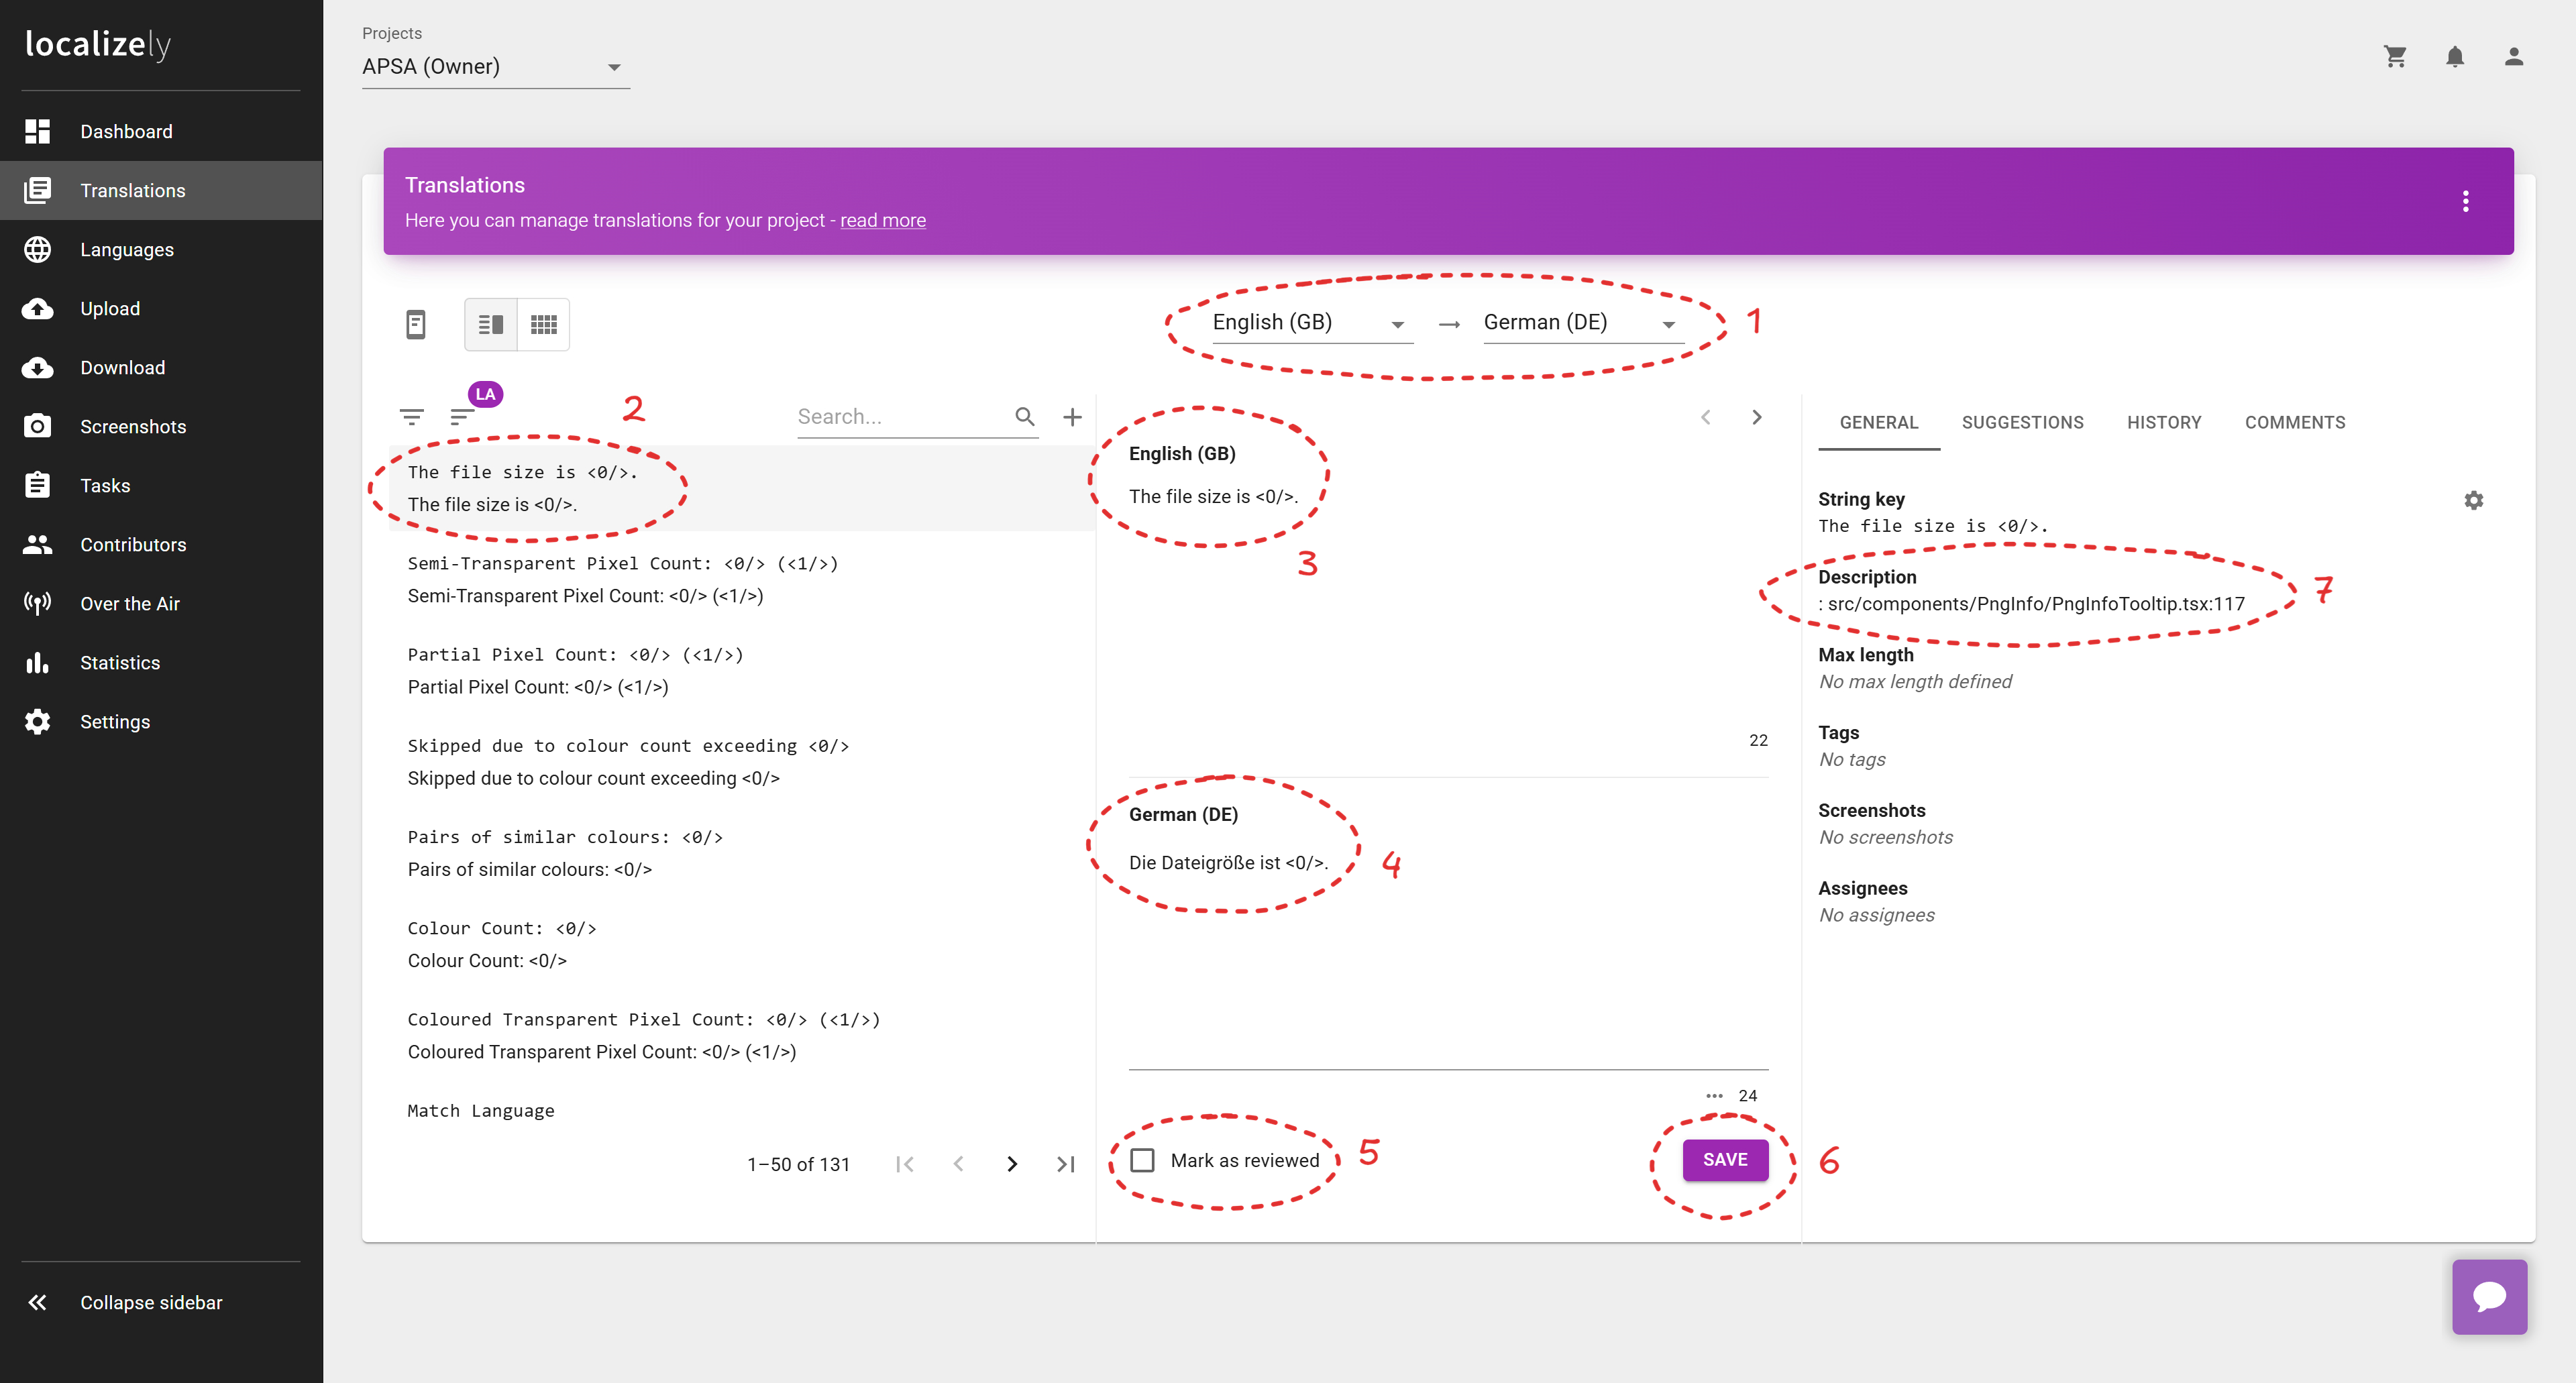 localizely
Dashboard
Translations
Languages
Upload
Download
Screenshots
Tasks
Contributors
Over the Air
Statistics
Settings
Collapse sidebar
Projects
APSA (Owner)
Translations
Here you can manage translations for your project - read more
English (GB) → German (DE)
1
LA
2
Search...
The file size is <0/>.
The file size is <0/>.
Semi-Transparent Pixel Count: <0/> (<1/>)
Semi-Transparent Pixel Count: <0/> (<1/>)
Partial Pixel Count: <0/> (<1/>)
Partial Pixel Count: <0/> (<1/>)
Skipped due to colour count exceeding <0/>
Skipped due to colour count exceeding <0/>
Pairs of similar colours: <0/>
Pairs of similar colours: <0/>
Colour Count: <0/>
Colour Count: <0/>
Coloured Transparent Pixel Count: <0/> (<1/>)
Coloured Transparent Pixel Count: <0/> (<1/>)
Match Language
1–50 of 131
English (GB)
The file size is <0/>.
3
22
German (DE)
Die Dateigröße ist <0/>.
4
24
Mark as reviewed
5
SAVE
6
GENERAL SUGGESTIONS HISTORY COMMENTS
String key
The file size is <0/>.
Description
: src/components/PngInfo/PngInfoTooltip.tsx:117
7
Max length
No max length defined
Tags
No tags
Screenshots
No screenshots
Assignees
No assignees